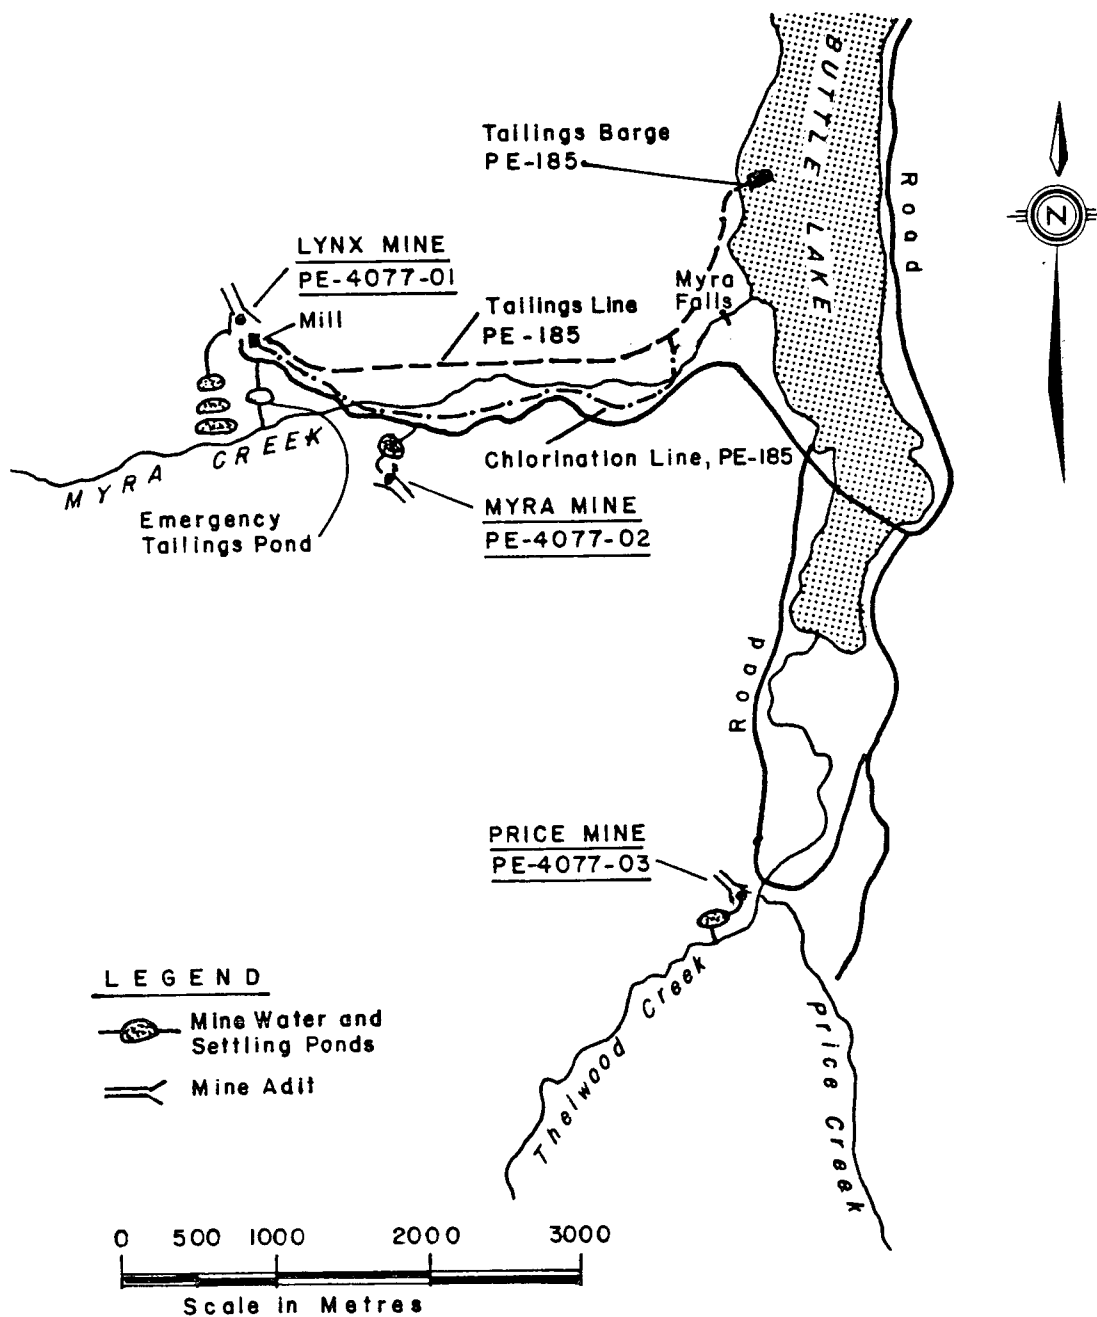 BUTTLE LAKE
Tailings Barge
PE-185
Road
N
LYNX MINE
PE-4077-01
Mill
Tailings Line
PE-185
Myra
Falls
MYRA CREEK
Chlorination Line, PE-185
Emergency
Tailings Pond
MYRA MINE
PE-4077-02
Road
PRICE MINE
PE-4077-03
Thelwood Creek
Price Creek
LEGEND
Mine Water and
Settling Ponds
Mine Adit
0 500 1000 2000 3000
Scale in Metres